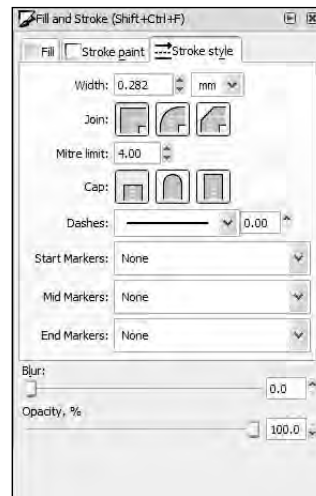 Fill and Stroke (Shift+Ctrl+F)
Fill Stroke paint Stroke style
Width: 0.282 mm
Join:
Mitre limit: 4.00
Cap:
Dashes: 0.00
Start Markers: None
Mid Markers: None
End Markers: None
Blur:
0.0
Opacity, %
100.0